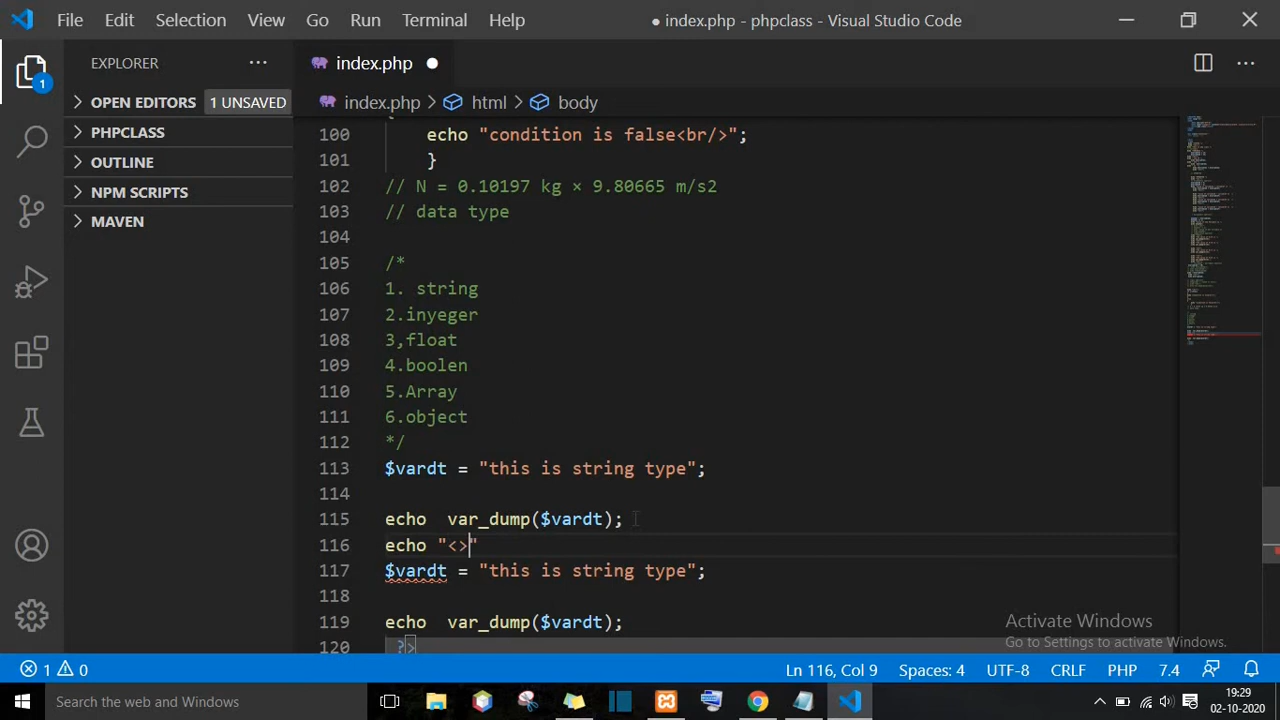 File Edit Selection View Go Run Terminal Help ● index.php - phpclass - Visual Studio Code
EXPLORER
OPEN EDITORS 1 UNSAVED
PHPCLASS
OUTLINE
NPM SCRIPTS
MAVEN
1
index.php
index.php html body
100 echo "condition is false<br/>";
101 }
102 // N = 0.10197 kg × 9.80665 m/s2
103 // data type
104
105 /*
106 1. string
107 2.inyeger
108 3,float
109 4.boolen
110 5.Array
111 6.object
112 */
113 $vardt = "this is string type";
114
115 echo  var_dump($vardt);
116 echo "<>"
117 $vardt = "this is string type";
118
119 echo  var_dump($vardt);
120 ?>
Activate Windows
Go to Settings to activate Windows.
1 0 Ln 116, Col 9 Spaces: 4 UTF-8 CRLF PHP 7.4
Search the web and Windows
19:29
02-10-2020